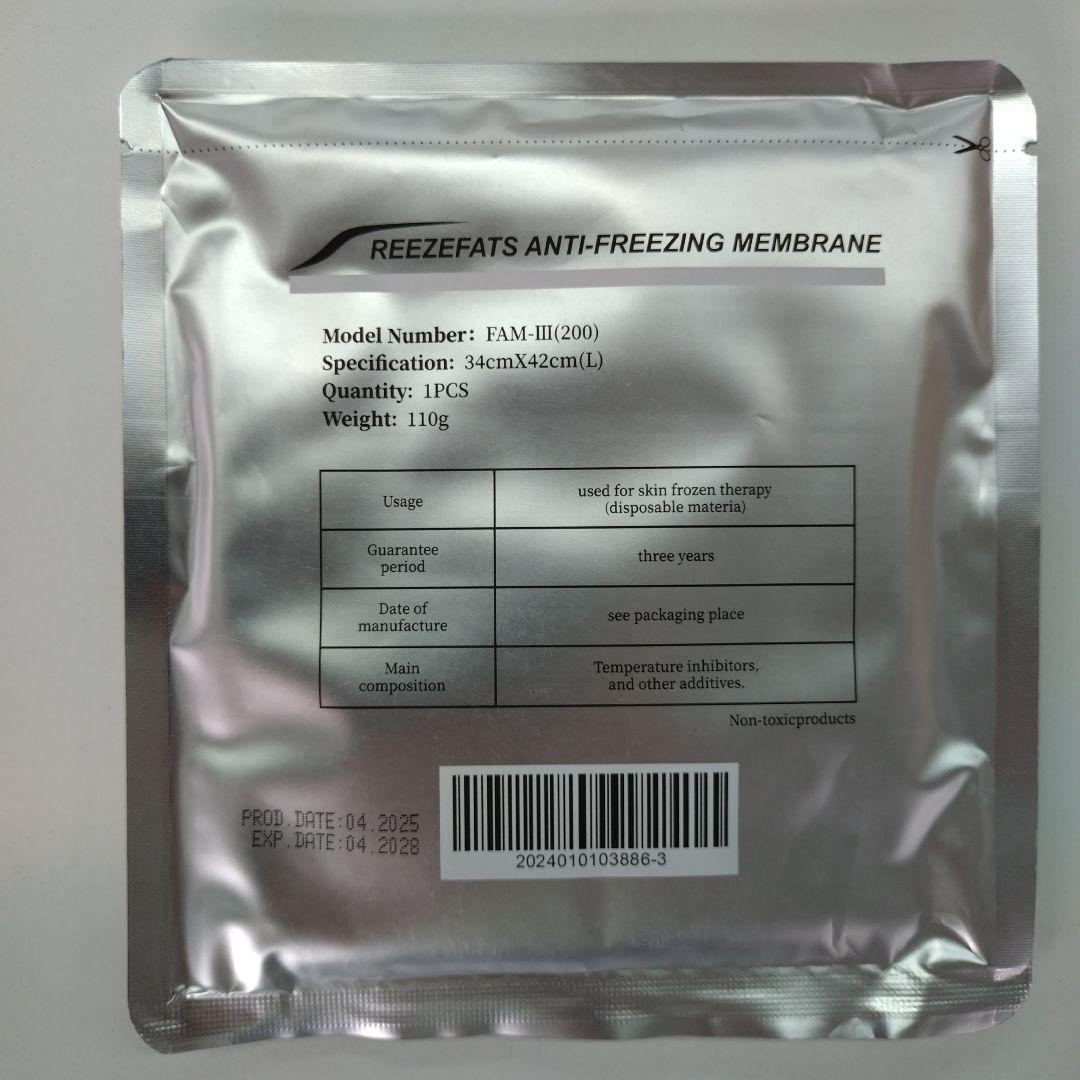 REEZEFATS ANTI-FREEZING MEMBRANE
Model Number: FAM-III(200)
Specification: 34cmX42cm(L)
Quantity: 1PCS
Weight: 110g
Usage
used for skin frozen therapy
(disposable materia)
Guarantee
period
three years
Date of
manufacture
see packaging place
Main
composition
Temperature inhibitors,
and other additives.
Non-toxicproducts
PROD.DATE:04.2025
EXP.DATE:04.2028
2024010103886-3